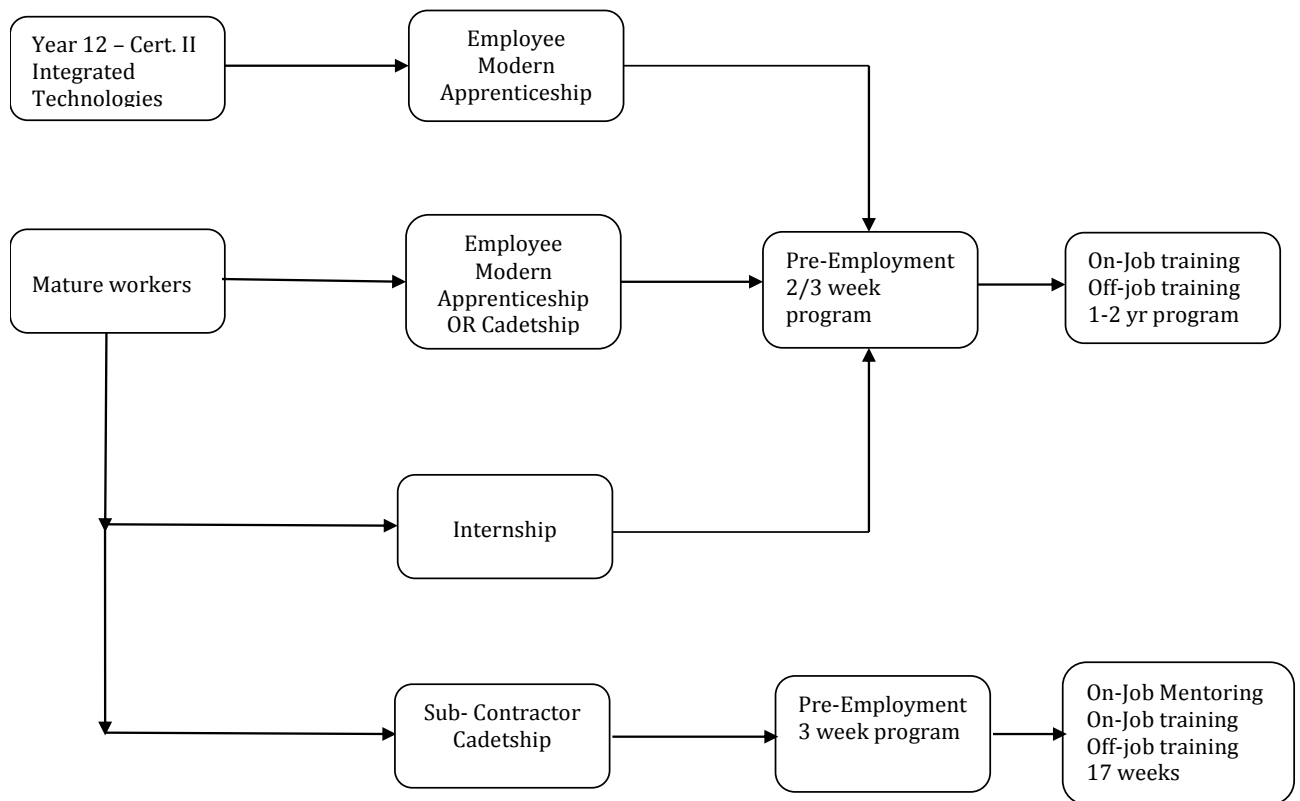 Year 12 – Cert. II
Integrated
Technologies
Employee
Modern
Apprenticeship
Mature workers
Employee
Modern
Apprenticeship
OR Cadetship
Pre-Employment
2/3 week
program
On-Job training
Off-job training
1-2 yr program
Internship
Sub- Contractor
Cadetship
Pre-Employment
3 week program
On-Job Mentoring
On-Job training
Off-job training
17 weeks